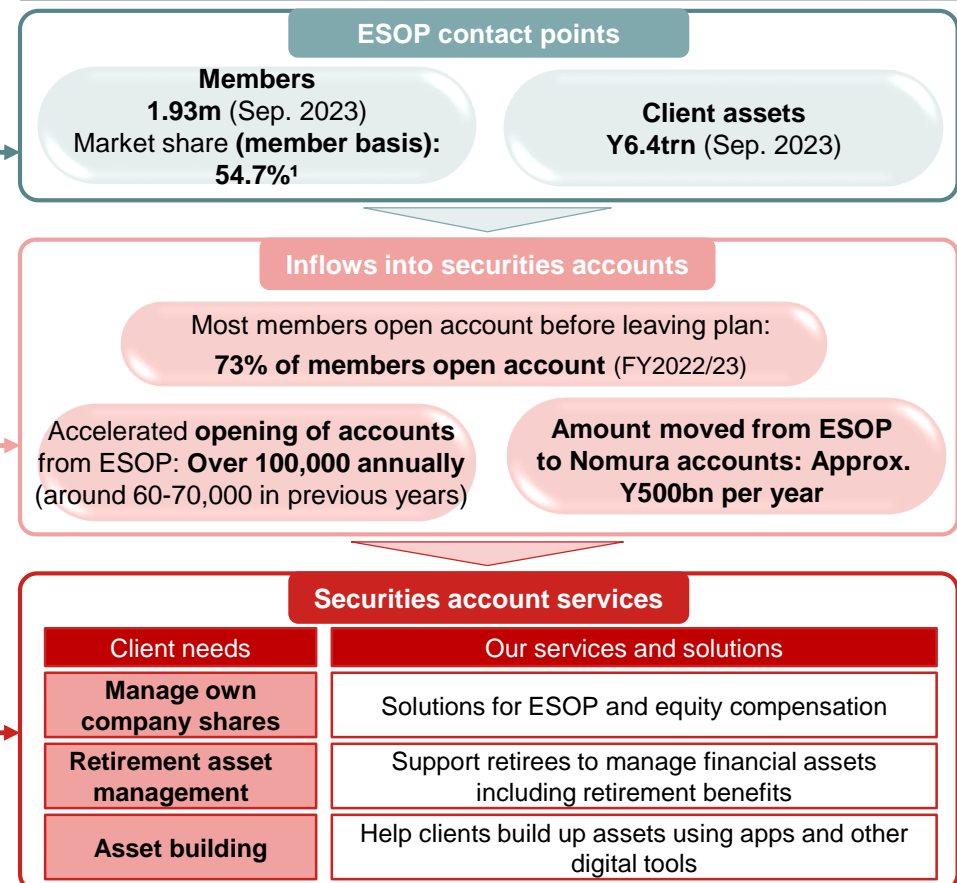 ESOP contact points
Members
1.93m (Sep. 2023)
Market share (member basis):
54.7%¹
Client assets
Y6.4trn (Sep. 2023)
Inflows into securities accounts
Most members open account before leaving plan:
73% of members open account (FY2022/23)
Accelerated opening of accounts
from ESOP: Over 100,000 annually
(around 60-70,000 in previous years)
Amount moved from ESOP
to Nomura accounts: Approx.
Y500bn per year
Securities account services
Client needs
Our services and solutions
Manage own
company shares
Solutions for ESOP and equity compensation
Retirement asset
management
Support retirees to manage financial assets
including retirement benefits
Asset building
Help clients build up assets using apps and other
digital tools